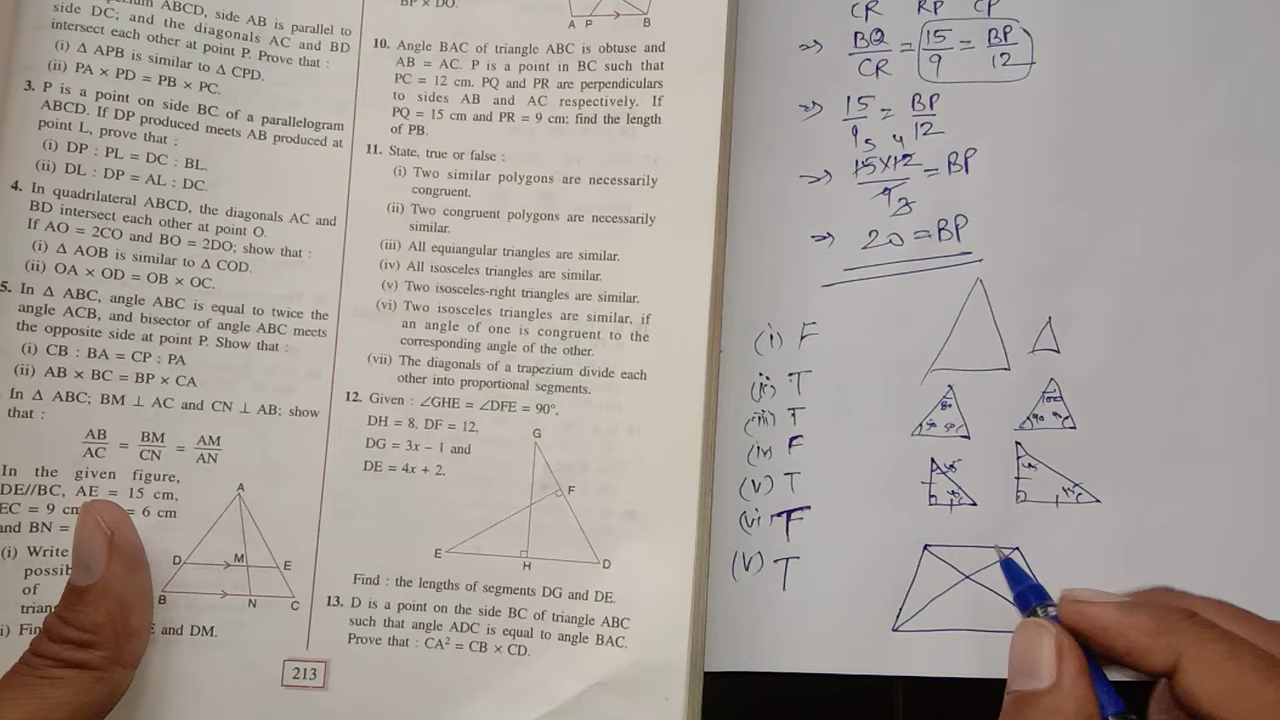 ABCD, side AB is parallel to
side DC; and the diagonals AC and BD
intersect each other at point P. Prove that :
(i) Δ APB is similar to Δ CPD.
(ii) PA × PD = PB × PC.
3. P is a point on side BC of a parallelogram
ABCD. If DP produced meets AB produced at
point L, prove that :
(i) DP : PL = DC : BL.
(ii) DL : DP = AL : DC.
4. In quadrilateral ABCD, the diagonals AC and
BD intersect each other at point O.
If AO = 2CO and BO = 2DO; show that :
(i) Δ AOB is similar to Δ COD.
(ii) OA × OD = OB × OC.
5. In Δ ABC, angle ABC is equal to twice the
angle ACB, and bisector of angle ABC meets
the opposite side at point P. Show that :
(i) CB : BA = CP : PA
(ii) AB × BC = BP × CA
In Δ ABC; BM ⊥ AC and CN ⊥ AB; show
that :
AB/AC = BM/CN = AM/AN
In the given figure,
DE//BC, AE = 15 cm,
EC = 9 = 6 cm
and BN =
(i) Write
of
and DM.
A
D M E
B N C
BP × DO.
A P B
10. Angle BAC of triangle ABC is obtuse and
AB = AC. P is a point in BC such that
PC = 12 cm. PQ and PR are perpendiculars
to sides AB and AC respectively. If
PQ = 15 cm and PR = 9 cm; find the length
of PB.
11. State, true or false :
(i) Two similar polygons are necessarily
congruent.
(ii) Two congruent polygons are necessarily
similar.
(iii) All equiangular triangles are similar.
(iv) All isosceles triangles are similar.
(v) Two isosceles-right triangles are similar.
(vi) Two isosceles triangles are similar, if
an angle of one is congruent to the
corresponding angle of the other.
(vii) The diagonals of a trapezium divide each
other into proportional segments.
12. Given : ∠GHE = ∠DFE = 90°,
DH = 8, DF = 12,
DG = 3x – 1 and
DE = 4x + 2.
G
F
E H D
Find : the lengths of segments DG and DE.
13. D is a point on the side BC of triangle ABC
such that angle ADC is equal to angle BAC.
Prove that : CA² = CB × CD.
213
CR RP CP
⇒ BQ/CR = 15/9 = BP/12
⇒ 15/9 = BP/12
⇒ 15×12/9 = BP
⇒ 20 = BP
(i) F
(ii) T
(iii) T
(iv) F
(v) T
(vi) F
(v) T